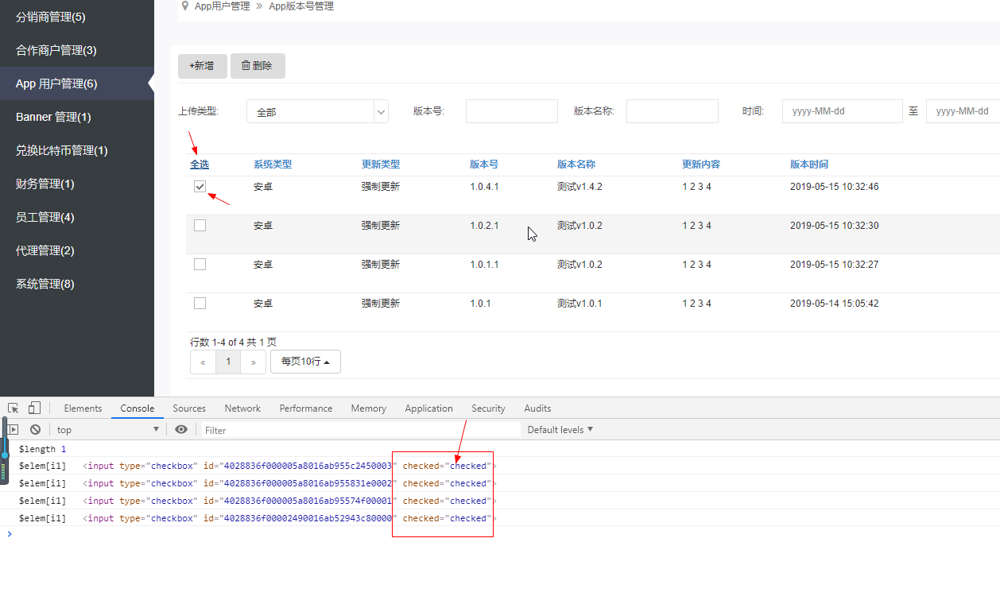 分销商管理(5)
合作商户管理(3)
App 用户管理(6)
Banner 管理(1)
兑换比特币管理(1)
财务管理(1)
员工管理(4)
代理管理(2)
系统管理(8)
App用户管理 » App版本号管理
+新增 删除
上传类型: 全部 版本号: 版本名称: 时间: yyyy-MM-dd 至 yyyy-MM-dd
全选 系统类型 更新类型 版本号 版本名称 更新内容 版本时间
安卓 强制更新 1.0.4.1 测试v1.4.2 1 2 3 4 2019-05-15 10:32:46
安卓 强制更新 1.0.2.1 测试v1.0.2 1 2 3 4 2019-05-15 10:32:30
安卓 强制更新 1.0.1.1 测试v1.0.2 1 2 3 4 2019-05-15 10:32:27
安卓 强制更新 1.0.1 测试v1.0.1 1 2 3 4 2019-05-14 15:05:42
行数 1-4 of 4 共 1 页
« 1 » 每页10行
Elements Console Sources Network Performance Memory Application Security Audits
top Filter Default levels
$length 1
$elem[i1] <input type="checkbox" id="4028836f000005a8016ab955c2450003" checked="checked">
$elem[i1] <input type="checkbox" id="4028836f000005a8016ab955831e0002" checked="checked">
$elem[i1] <input type="checkbox" id="4028836f000005a8016ab95574f00001" checked="checked">
$elem[i1] <input type="checkbox" id="4028836f00002490016ab52943c80000" checked="checked">